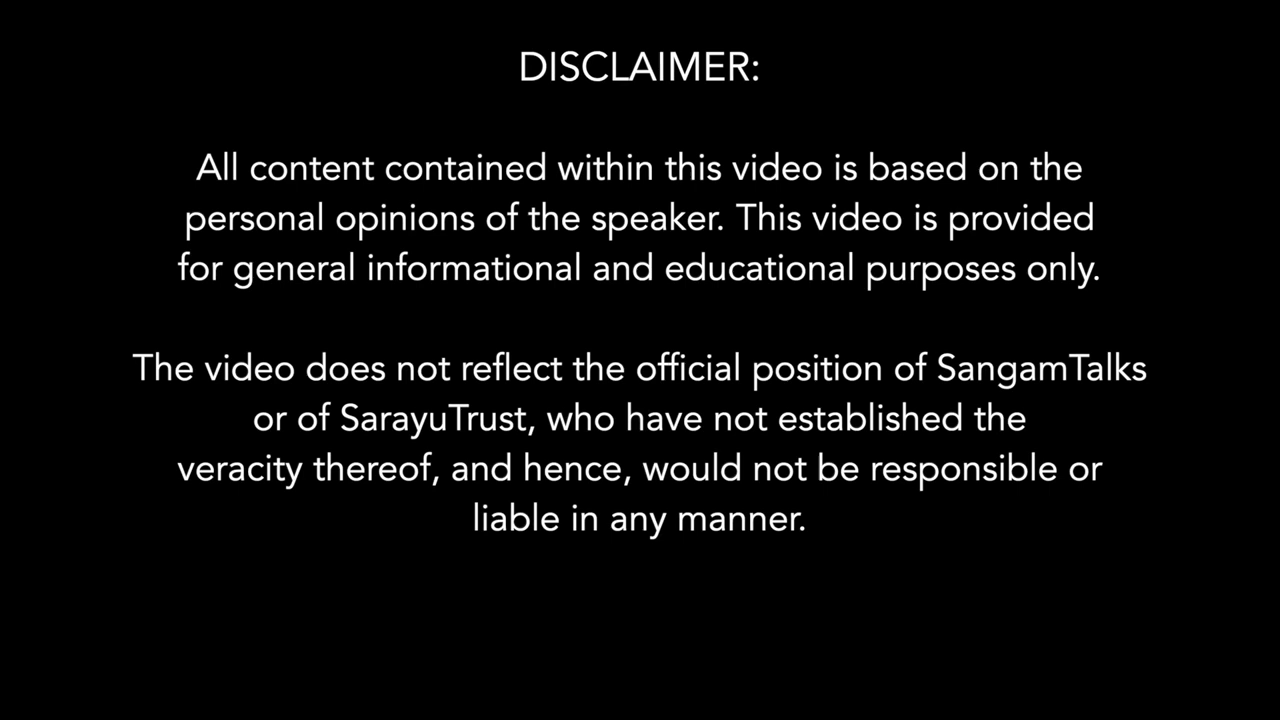 DISCLAIMER:
All content contained within this video is based on the
personal opinions of the speaker. This video is provided
for general informational and educational purposes only.
The video does not reflect the official position of SangamTalks
or of SarayuTrust, who have not established the
veracity thereof, and hence, would not be responsible or
liable in any manner.